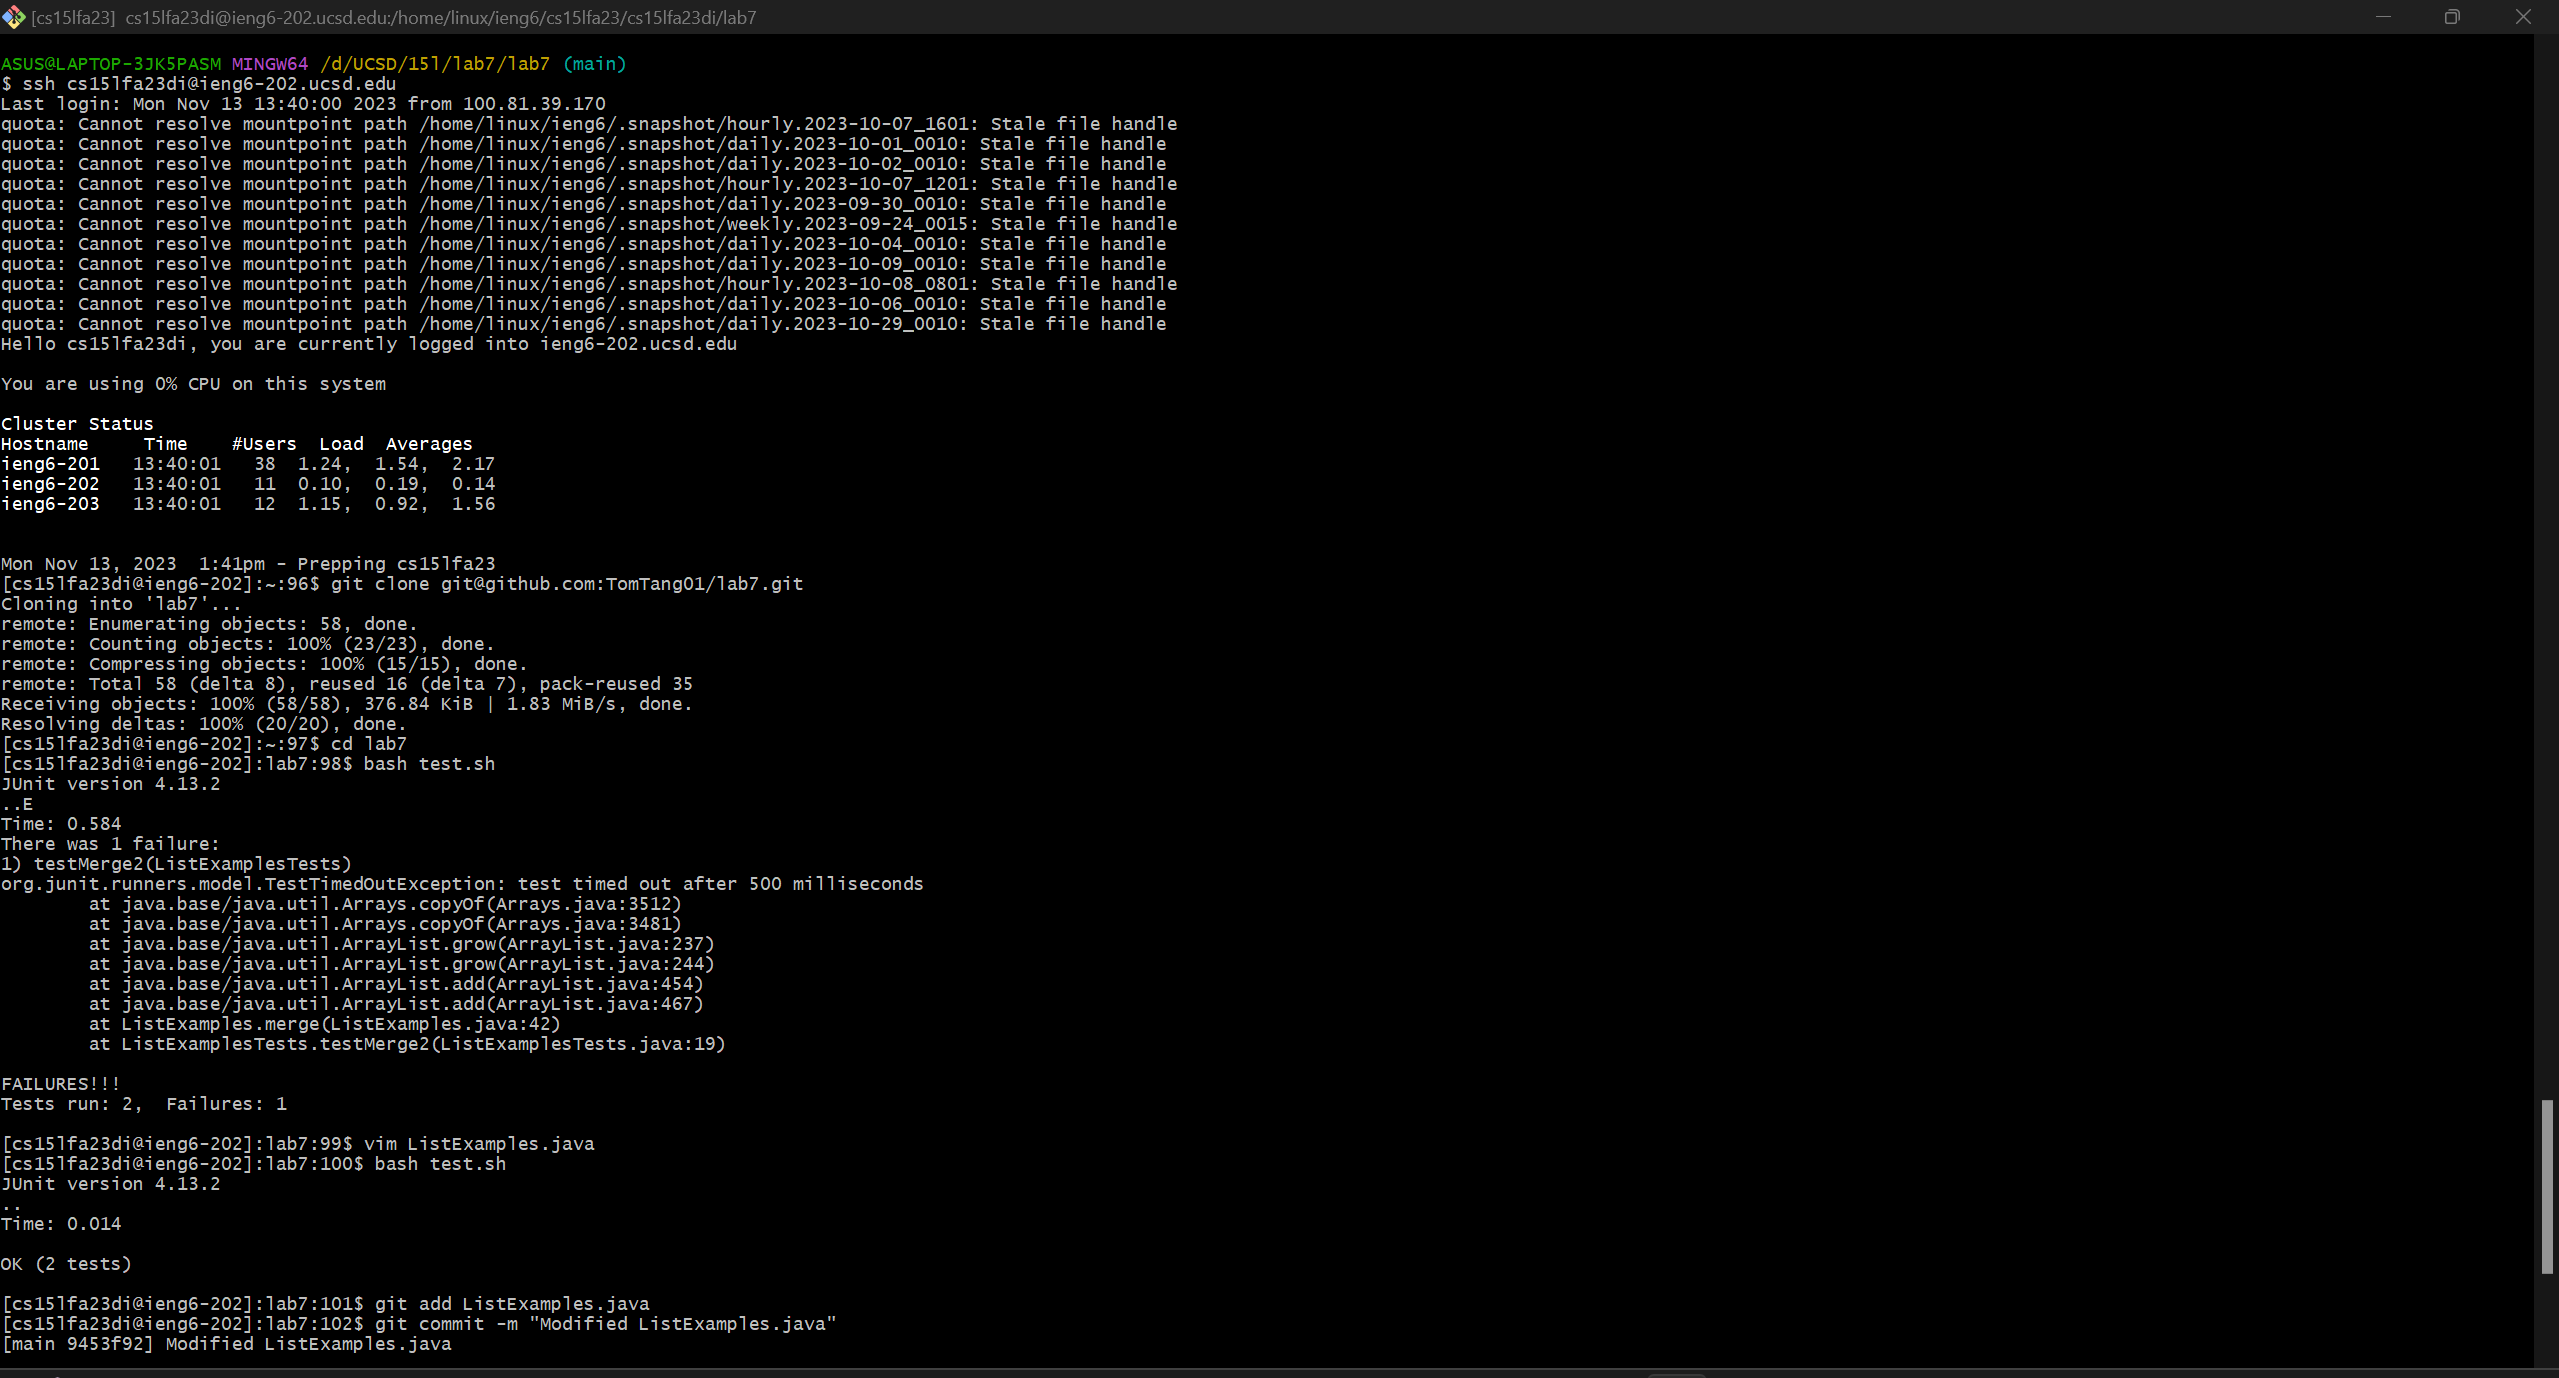 [cs15lfa23] cs15lfa23di@ieng6-202.ucsd.edu:/home/linux/ieng6/cs15lfa23/cs15lfa23di/lab7
ASUS@LAPTOP-3JK5PASM MINGW64 /d/UCSD/15l/lab7/lab7 (main)
$ ssh cs15lfa23di@ieng6-202.ucsd.edu
Last login: Mon Nov 13 13:40:00 2023 from 100.81.39.170
quota: Cannot resolve mountpoint path /home/linux/ieng6/.snapshot/hourly.2023-10-07_1601: Stale file handle
quota: Cannot resolve mountpoint path /home/linux/ieng6/.snapshot/daily.2023-10-01_0010: Stale file handle
quota: Cannot resolve mountpoint path /home/linux/ieng6/.snapshot/daily.2023-10-02_0010: Stale file handle
quota: Cannot resolve mountpoint path /home/linux/ieng6/.snapshot/hourly.2023-10-07_1201: Stale file handle
quota: Cannot resolve mountpoint path /home/linux/ieng6/.snapshot/daily.2023-09-30_0010: Stale file handle
quota: Cannot resolve mountpoint path /home/linux/ieng6/.snapshot/weekly.2023-09-24_0015: Stale file handle
quota: Cannot resolve mountpoint path /home/linux/ieng6/.snapshot/daily.2023-10-04_0010: Stale file handle
quota: Cannot resolve mountpoint path /home/linux/ieng6/.snapshot/daily.2023-10-09_0010: Stale file handle
quota: Cannot resolve mountpoint path /home/linux/ieng6/.snapshot/hourly.2023-10-08_0801: Stale file handle
quota: Cannot resolve mountpoint path /home/linux/ieng6/.snapshot/daily.2023-10-06_0010: Stale file handle
quota: Cannot resolve mountpoint path /home/linux/ieng6/.snapshot/daily.2023-10-29_0010: Stale file handle
Hello cs15lfa23di, you are currently logged into ieng6-202.ucsd.edu
You are using 0% CPU on this system
Cluster Status
Hostname     Time    #Users  Load  Averages
ieng6-201   13:40:01   38  1.24,  1.54,  2.17
ieng6-202   13:40:01   11  0.10,  0.19,  0.14
ieng6-203   13:40:01   12  1.15,  0.92,  1.56
Mon Nov 13, 2023  1:41pm - Prepping cs15lfa23
[cs15lfa23di@ieng6-202]:~:96$ git clone git@github.com:TomTang01/lab7.git
Cloning into 'lab7'...
remote: Enumerating objects: 58, done.
remote: Counting objects: 100% (23/23), done.
remote: Compressing objects: 100% (15/15), done.
remote: Total 58 (delta 8), reused 16 (delta 7), pack-reused 35
Receiving objects: 100% (58/58), 376.84 KiB | 1.83 MiB/s, done.
Resolving deltas: 100% (20/20), done.
[cs15lfa23di@ieng6-202]:~:97$ cd lab7
[cs15lfa23di@ieng6-202]:lab7:98$ bash test.sh
JUnit version 4.13.2
..E
Time: 0.584
There was 1 failure:
1) testMerge2(ListExamplesTests)
org.junit.runners.model.TestTimedOutException: test timed out after 500 milliseconds
        at java.base/java.util.Arrays.copyOf(Arrays.java:3512)
        at java.base/java.util.Arrays.copyOf(Arrays.java:3481)
        at java.base/java.util.ArrayList.grow(ArrayList.java:237)
        at java.base/java.util.ArrayList.grow(ArrayList.java:244)
        at java.base/java.util.ArrayList.add(ArrayList.java:454)
        at java.base/java.util.ArrayList.add(ArrayList.java:467)
        at ListExamples.merge(ListExamples.java:42)
        at ListExamplesTests.testMerge2(ListExamplesTests.java:19)
FAILURES!!!
Tests run: 2,  Failures: 1
[cs15lfa23di@ieng6-202]:lab7:99$ vim ListExamples.java
[cs15lfa23di@ieng6-202]:lab7:100$ bash test.sh
JUnit version 4.13.2
..
Time: 0.014
OK (2 tests)
[cs15lfa23di@ieng6-202]:lab7:101$ git add ListExamples.java
[cs15lfa23di@ieng6-202]:lab7:102$ git commit -m "Modified ListExamples.java"
[main 9453f92] Modified ListExamples.java